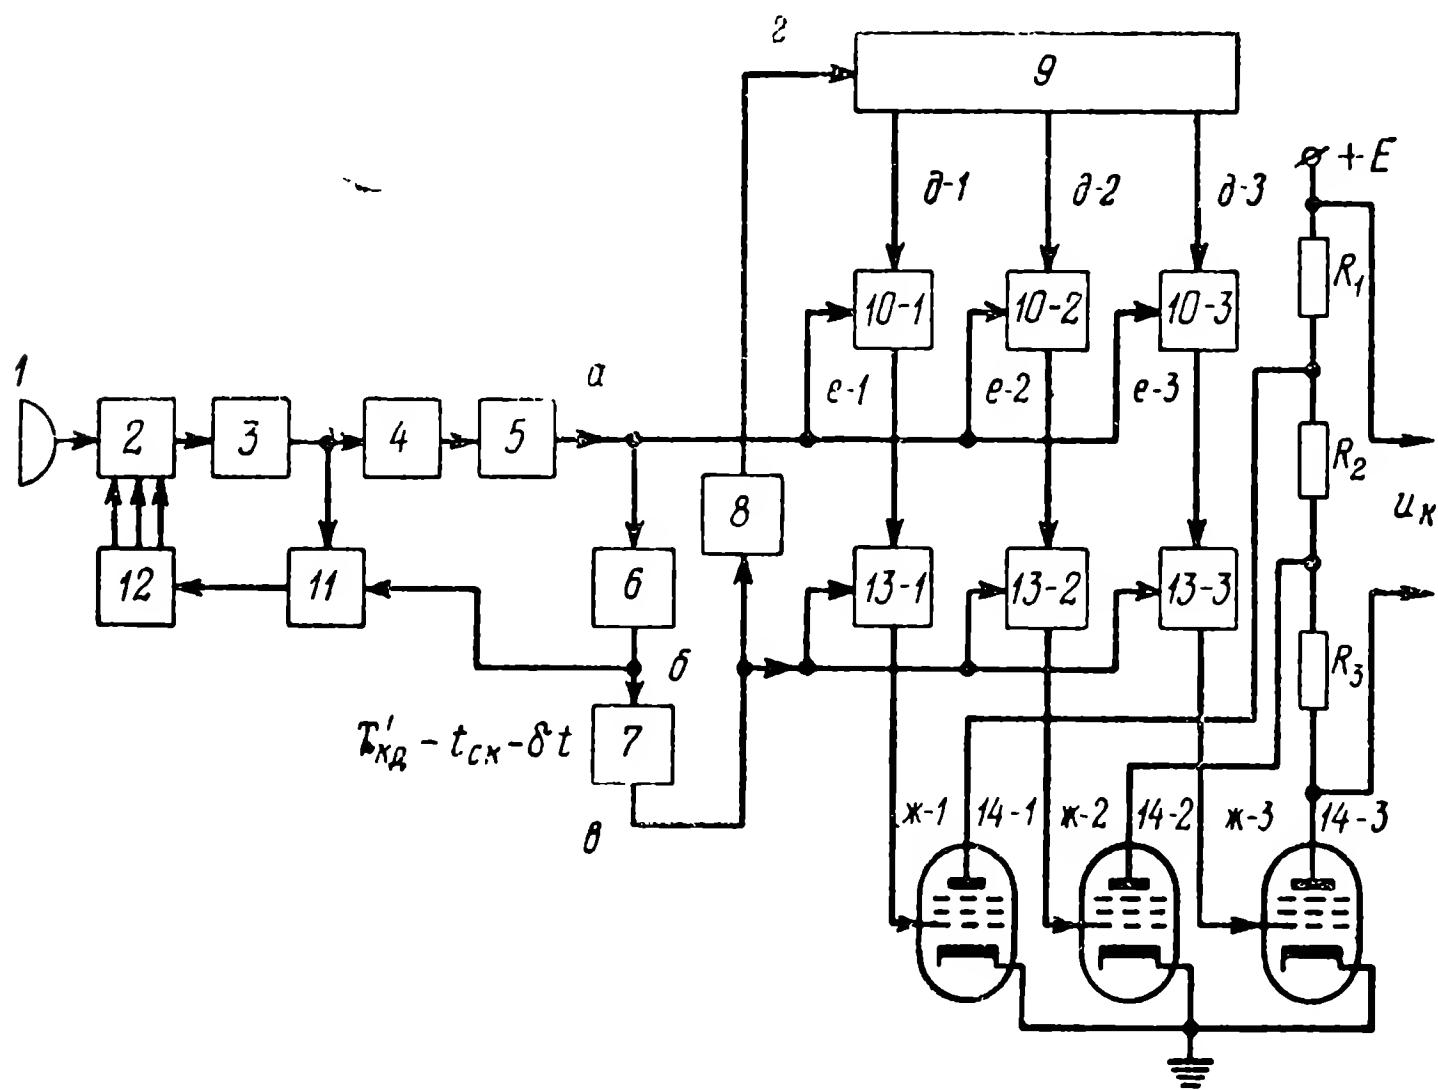 г
9
+E
д-1
д-2
д-3
R₁
10-1
10-2
10-3
1
а
е-1
е-2
е-3
2
3
4
5
R₂
8
uк
12
11
6
13-1
13-2
13-3
б
R₃
τ'кд - tск - δt
7
в
ж-1
14-1
ж-2
14-2
ж-3
14-3